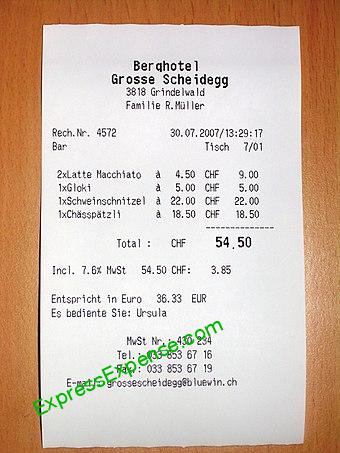 Berghotel
Grosse Scheidegg
3818 Grindelwald
Familie R.Müller
Rech.Nr. 4572 30.07.2007/13:29:17
Bar Tisch 7/01
2xLatte Macchiato à 4.50 CHF 9.00
1xGloki à 5.00 CHF 5.00
1xSchweinschnitzel à 22.00 CHF 22.00
1xChässpätzli à 18.50 CHF 18.50
Total : CHF 54.50
Incl. 7.6% MwSt 54.50 CHF: 3.85
Entspricht in Euro 36.33 EUR
Es bediente Sie: Ursula
MwSt Nr.: 430 234
Tel.: 033 853 67 16
Fax.: 033 853 67 19
E-mail: grossescheidegg@bluewin.ch
ExpressExpense.com